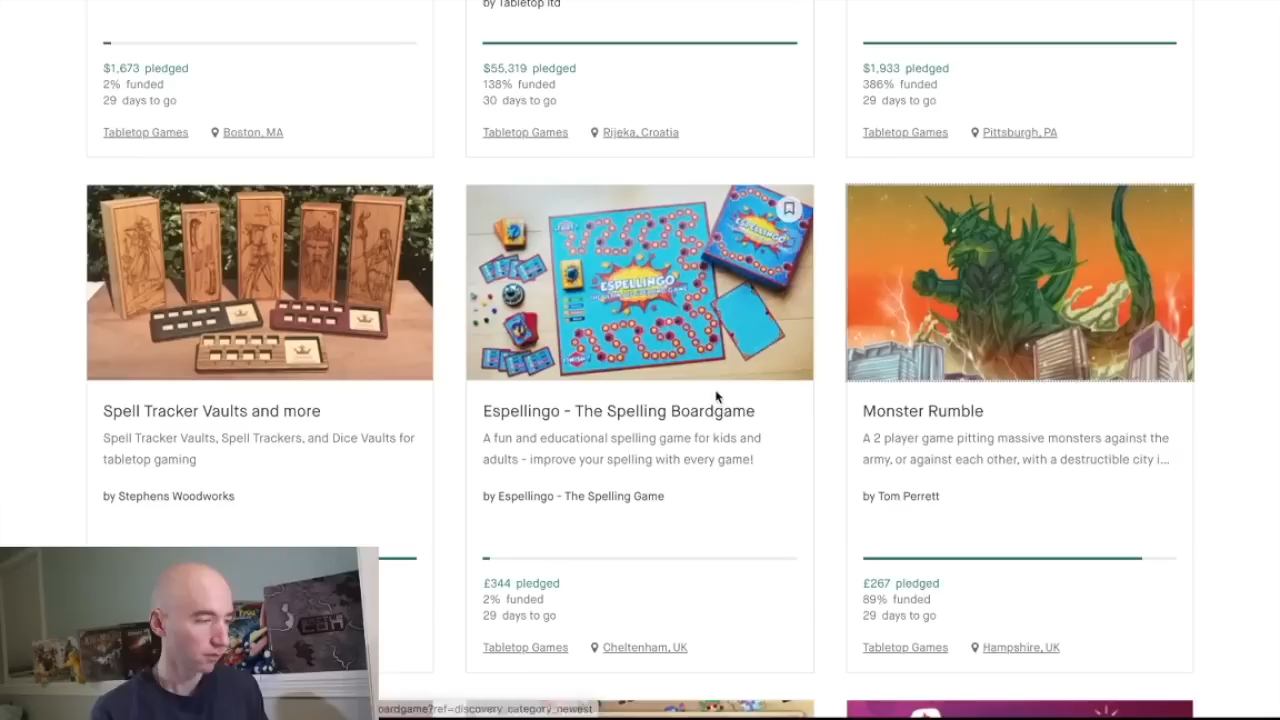 by Tabletop ltd
$1,673 pledged
2% funded
29 days to go
Tabletop Games
Boston, MA
$55,319 pledged
138% funded
30 days to go
Tabletop Games
Rijeka, Croatia
$1,933 pledged
386% funded
29 days to go
Tabletop Games
Pittsburgh, PA
Spell Tracker Vaults and more
Spell Tracker Vaults, Spell Trackers, and Dice Vaults for
tabletop gaming
by Stephens Woodworks
ESPELLINGO
ESPELLINGO
Espellingo - The Spelling Boardgame
A fun and educational spelling game for kids and
adults - improve your spelling with every game!
by Espellingo - The Spelling Game
£344 pledged
2% funded
29 days to go
Tabletop Games
Cheltenham, UK
Monster Rumble
A 2 player game pitting massive monsters against the
army, or against each other, with a destructible city i...
by Tom Perrett
£267 pledged
89% funded
29 days to go
Tabletop Games
Hampshire, UK
oardgame?ref=discovery_category_newest